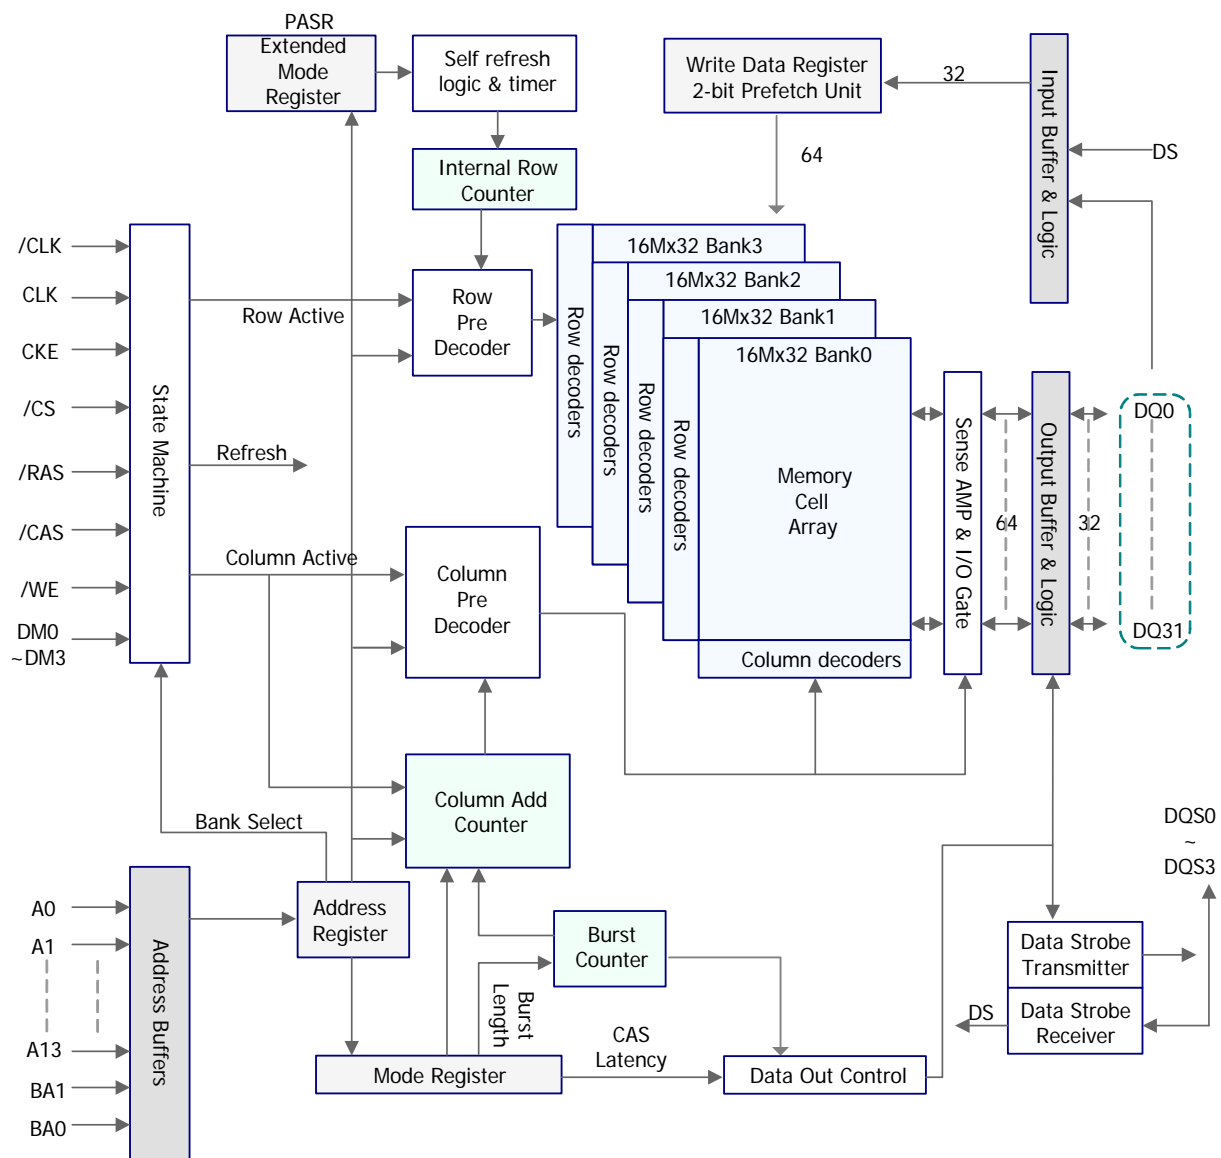 PASR
Extended
Mode
Register
Self refresh
logic & timer
Internal Row
Counter
Write Data Register
2-bit Prefetch Unit
32
64
Input Buffer & Logic
DS
/CLK
CLK
CKE
/CS
/RAS
/CAS
/WE
DM0
~DM3
State Machine
Row Active
Refresh
Column Active
Row
Pre
Decoder
Column
Pre
Decoder
Row decoders
Row decoders
Row decoders
Row decoders
16Mx32 Bank3
16Mx32 Bank2
16Mx32 Bank1
16Mx32 Bank0
Memory
Cell
Array
Column decoders
Sense AMP & I/O Gate
64
Output Buffer & Logic
32
DQ0
DQ31
Bank Select
Column Add
Counter
A0
A1
A13
BA1
BA0
Address Buffers
Address
Register
Burst
Length
Burst
Counter
Mode Register
CAS
Latency
Data Out Control
DQS0
~
DQS3
Data Strobe
Transmitter
Data Strobe
Receiver
DS